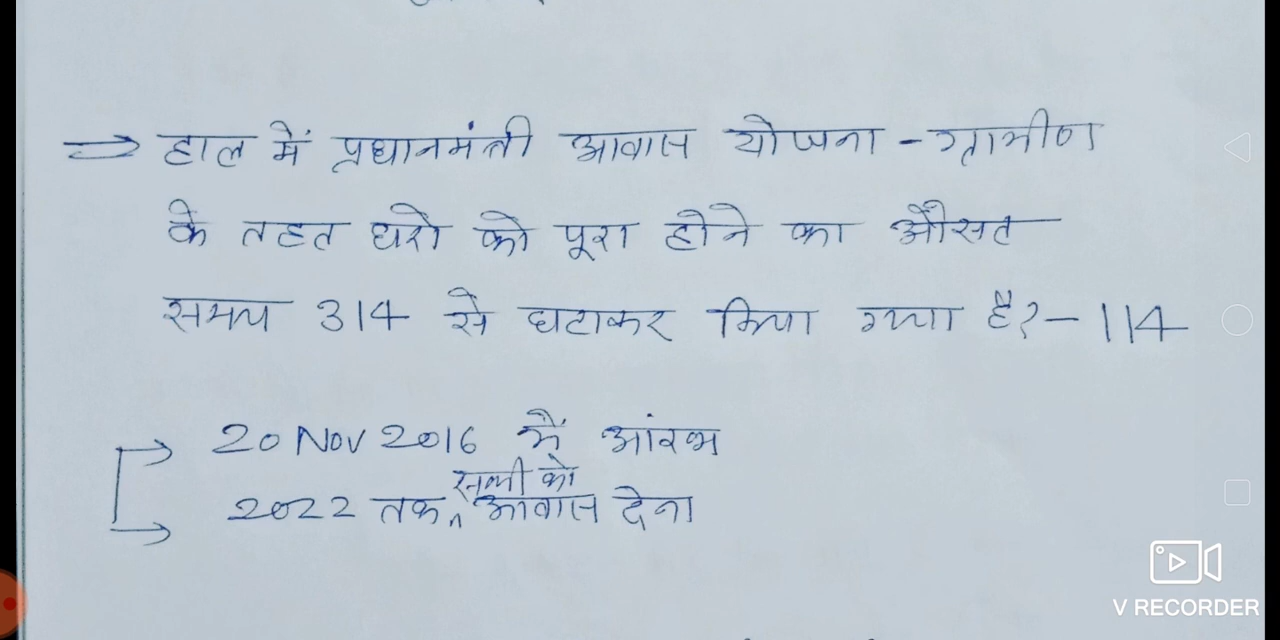 ⇒ हाल में प्रधानमंत्री आवास योजना - ग्रामीण
के तहत घरो को पूरा होने का औसत
समय 314 से घटाकर किया गया है? - 114
→ 20 Nov 2016 में आंरभ
सभी को
→ 2022 तक, आवास देना
V RECORDER